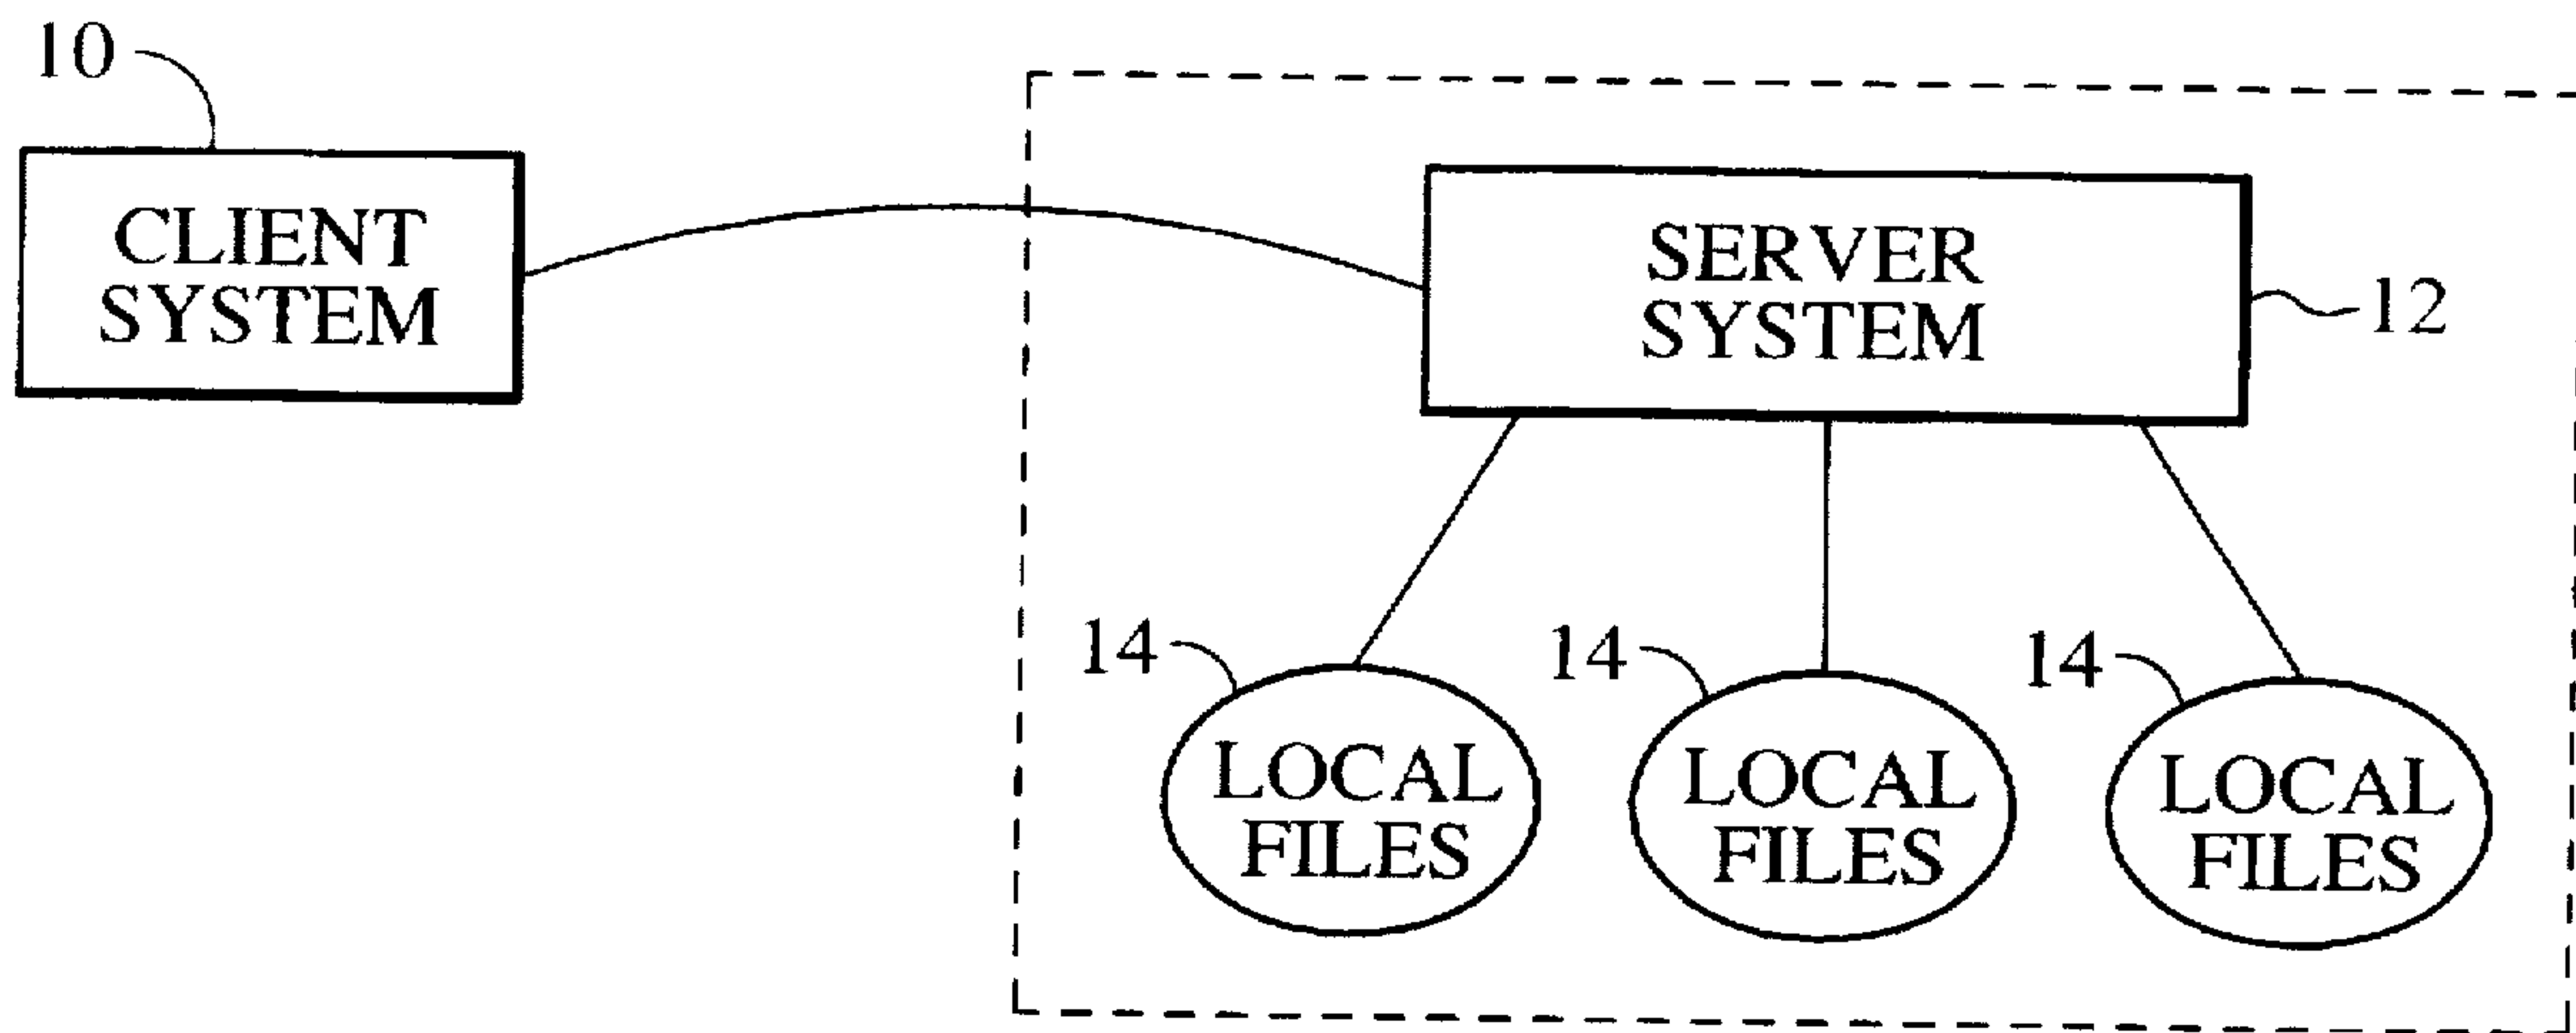 10
CLIENT
SYSTEM
SERVER
SYSTEM
12
14
LOCAL
FILES
14
LOCAL
FILES
14
LOCAL
FILES